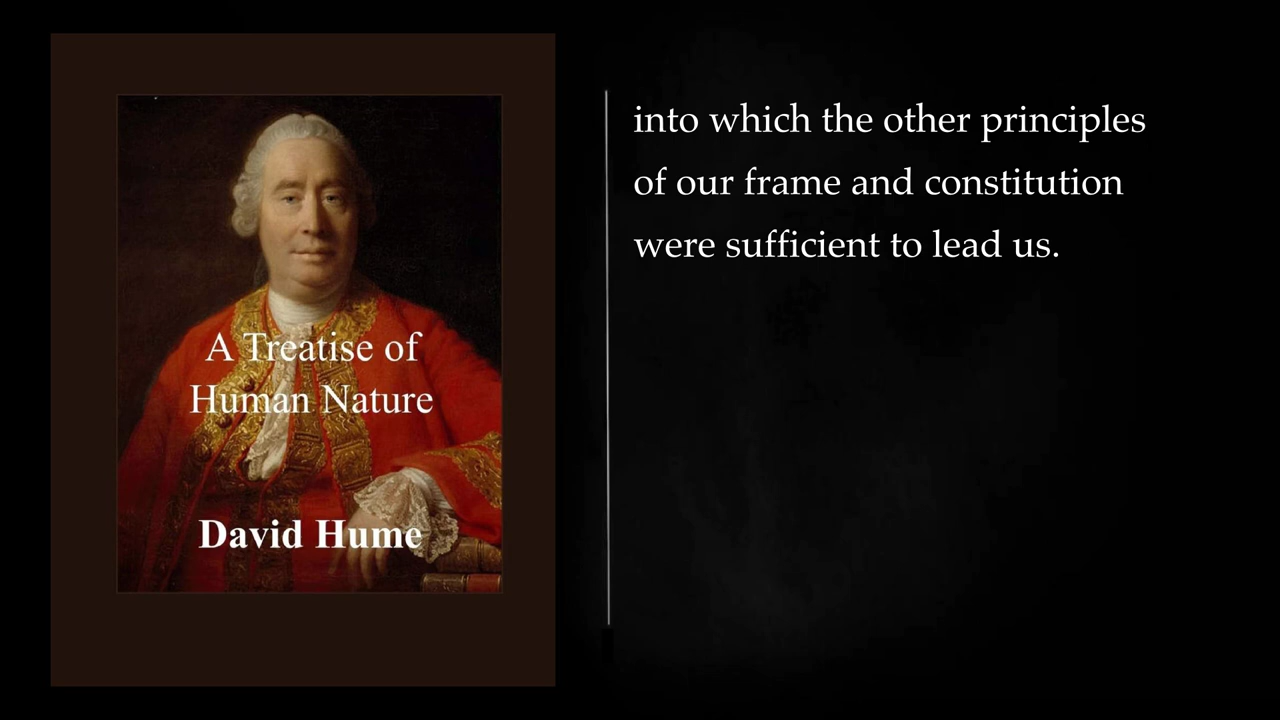 A Treatise of
Human Nature
David Hume
into which the other principles
of our frame and constitution
were sufficient to lead us.